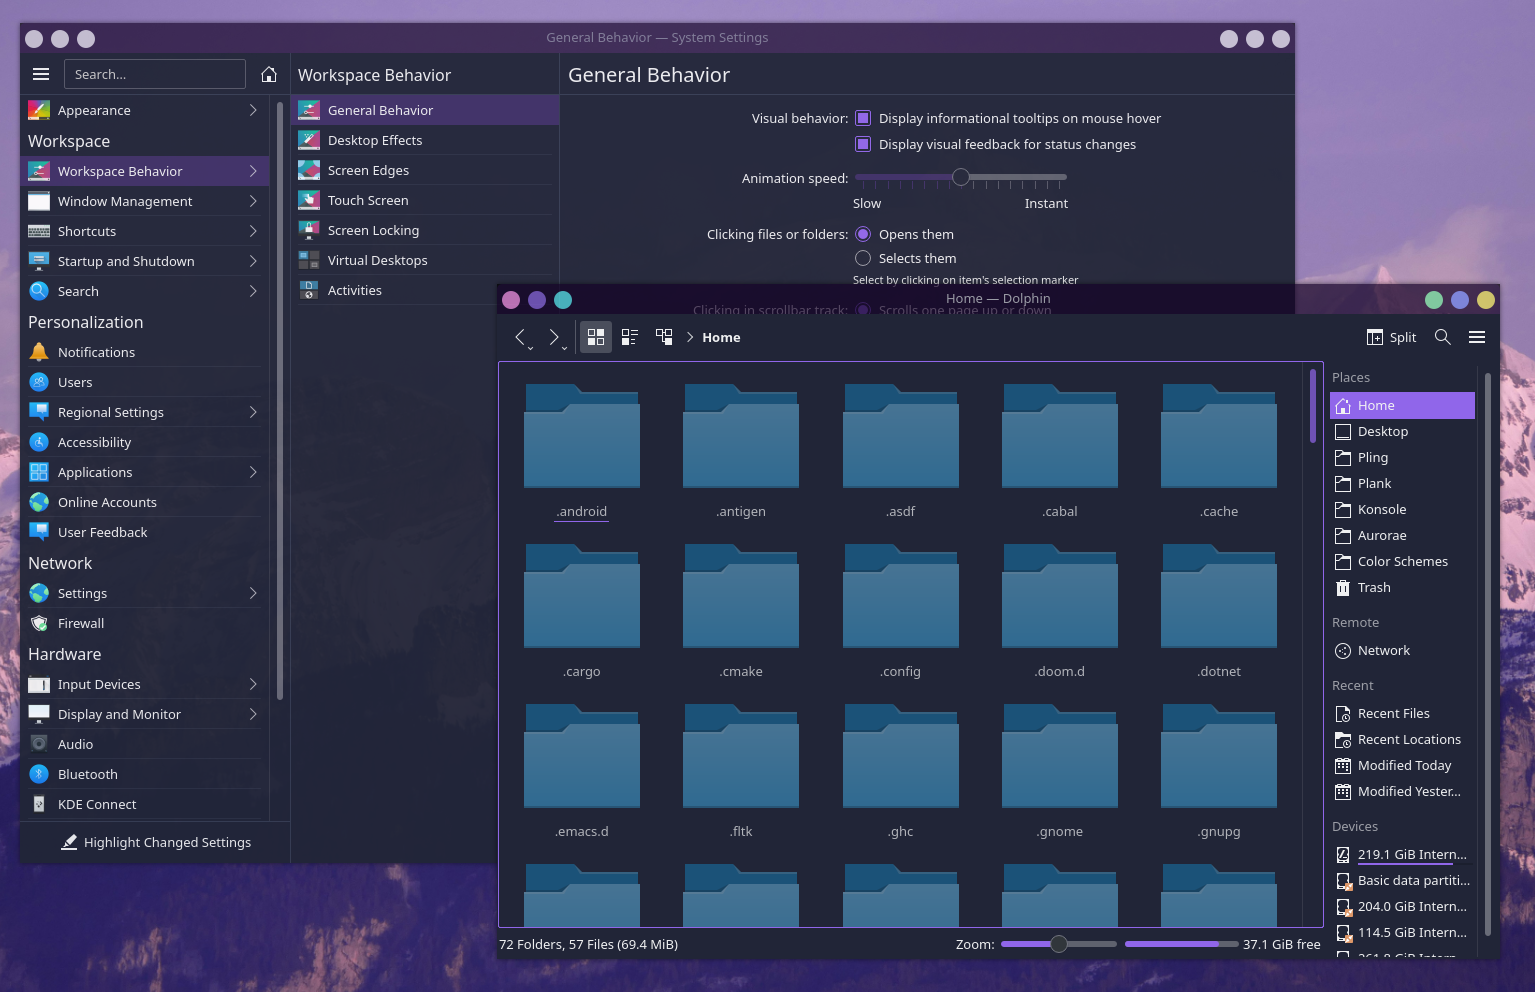 General Behavior — System Settings
Search...
Appearance
Workspace
Workspace Behavior
Window Management
Shortcuts
Startup and Shutdown
Search
Personalization
Notifications
Users
Regional Settings
Accessibility
Applications
Online Accounts
User Feedback
Network
Settings
Firewall
Hardware
Input Devices
Display and Monitor
Audio
Bluetooth
KDE Connect
Highlight Changed Settings
Workspace Behavior
General Behavior
Desktop Effects
Screen Edges
Touch Screen
Screen Locking
Virtual Desktops
Activities
General Behavior
Visual behavior: Display informational tooltips on mouse hover
Display visual feedback for status changes
Animation speed:
Slow Instant
Clicking files or folders: Opens them
Selects them
Select by clicking on item's selection marker
Clicking in scrollbar track: Scrolls one page up or down
Home — Dolphin
Home
Split
.android .antigen .asdf .cabal .cache
.cargo .cmake .config .doom.d .dotnet
.emacs.d .fltk .ghc .gnome .gnupg
72 Folders, 57 Files (69.4 MiB)
Zoom:
37.1 GiB free
Places
Home
Desktop
Pling
Plank
Konsole
Aurorae
Color Schemes
Trash
Remote
Network
Recent
Recent Files
Recent Locations
Modified Today
Modified Yester...
Devices
219.1 GiB Intern...
Basic data partiti...
204.0 GiB Intern...
114.5 GiB Intern...